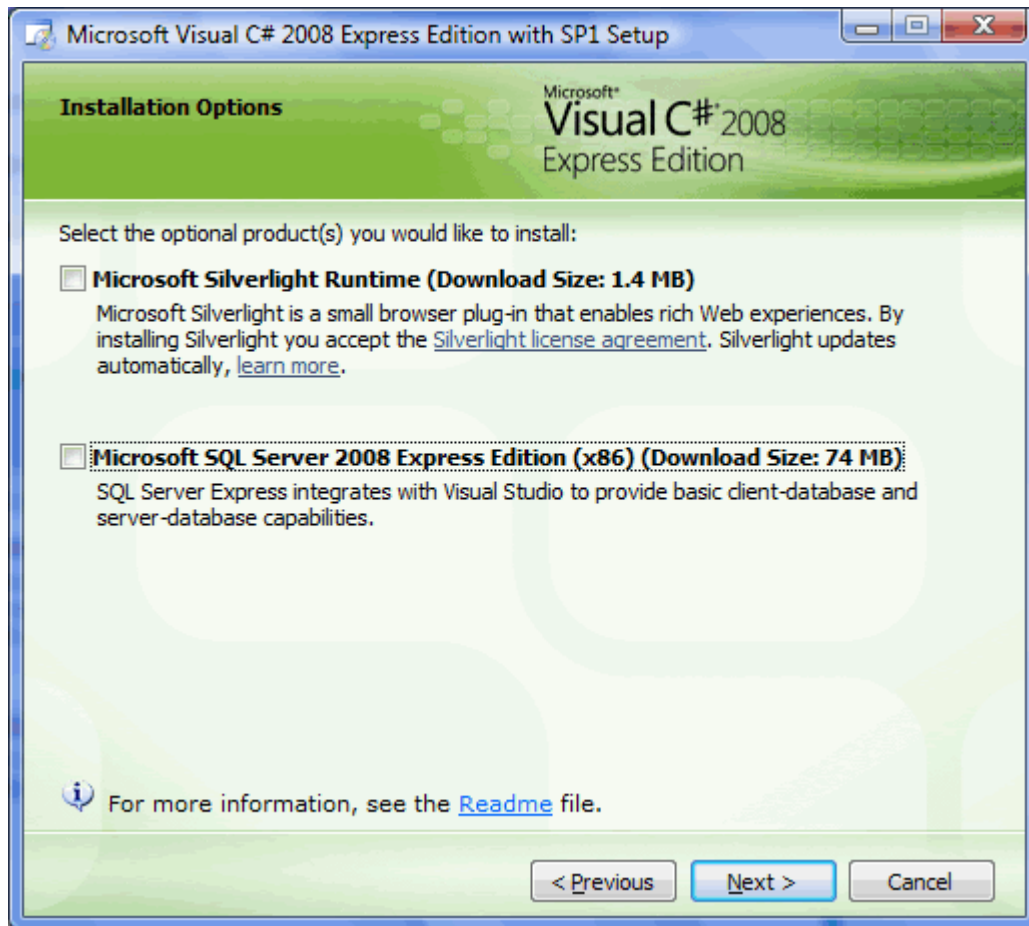 Microsoft Visual C# 2008 Express Edition with SP1 Setup
Installation Options
Microsoft®
Visual C#® 2008
Express Edition
Select the optional product(s) you would like to install:
Microsoft Silverlight Runtime (Download Size: 1.4 MB)
Microsoft Silverlight is a small browser plug-in that enables rich Web experiences. By
installing Silverlight you accept the Silverlight license agreement. Silverlight updates
automatically, learn more.
Microsoft SQL Server 2008 Express Edition (x86) (Download Size: 74 MB)
SQL Server Express integrates with Visual Studio to provide basic client-database and
server-database capabilities.
For more information, see the Readme file.
< Previous Next > Cancel